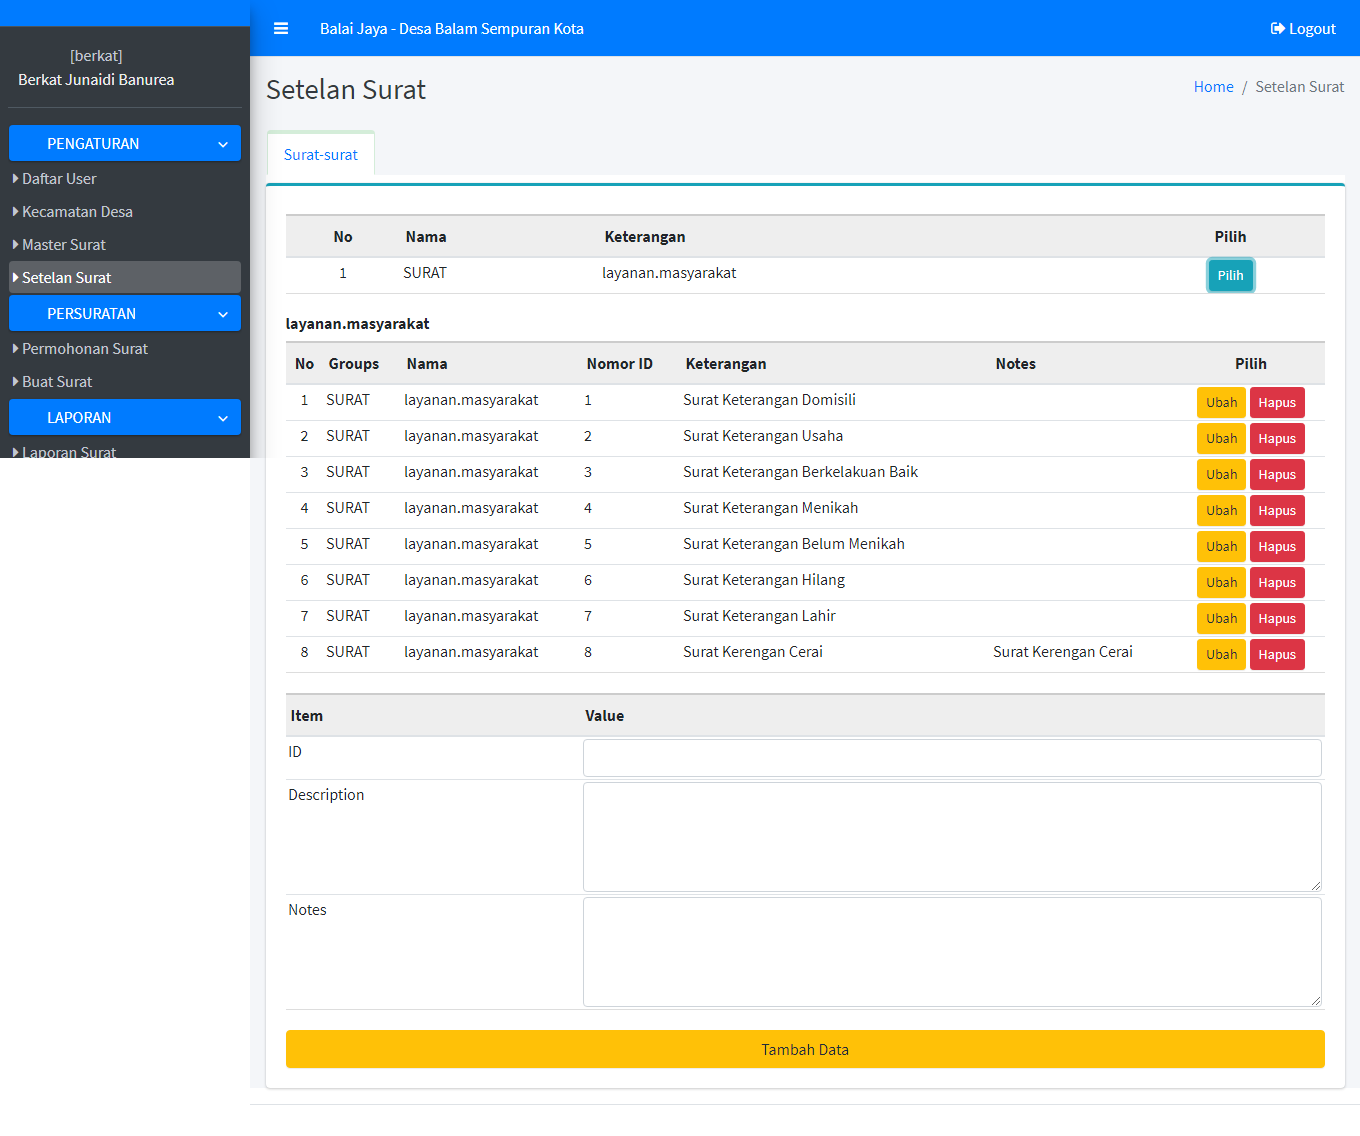 [berkat]
Berkat Junaidi Banurea
PENGATURAN
Daftar User
Kecamatan Desa
Master Surat
Setelan Surat
PERSURATAN
Permohonan Surat
Buat Surat
LAPORAN
Laporan Surat
Balai Jaya - Desa Balam Sempuran Kota
Logout
Setelan Surat
Home / Setelan Surat
Surat-surat
No Nama Keterangan Pilih
1 SURAT layanan.masyarakat Pilih
layanan.masyarakat
No Groups Nama Nomor ID Keterangan Notes Pilih
1 SURAT layanan.masyarakat 1 Surat Keterangan Domisili Ubah Hapus
2 SURAT layanan.masyarakat 2 Surat Keterangan Usaha Ubah Hapus
3 SURAT layanan.masyarakat 3 Surat Keterangan Berkelakuan Baik Ubah Hapus
4 SURAT layanan.masyarakat 4 Surat Keterangan Menikah Ubah Hapus
5 SURAT layanan.masyarakat 5 Surat Keterangan Belum Menikah Ubah Hapus
6 SURAT layanan.masyarakat 6 Surat Keterangan Hilang Ubah Hapus
7 SURAT layanan.masyarakat 7 Surat Keterangan Lahir Ubah Hapus
8 SURAT layanan.masyarakat 8 Surat Kerengan Cerai Surat Kerengan Cerai Ubah Hapus
Item Value
ID
Description
Notes
Tambah Data